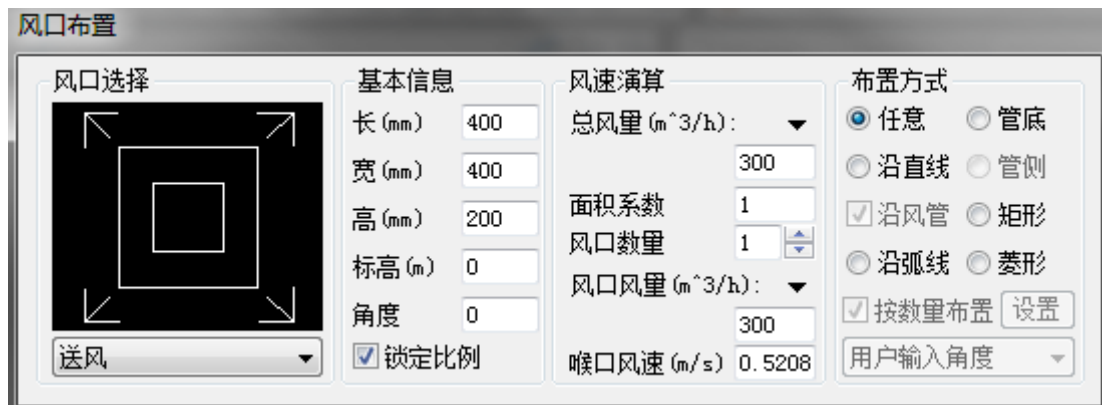 风口布置
风口选择
送风
基本信息
长(mm) 400
宽(mm) 400
高(mm) 200
标高(m) 0
角度 0
锁定比例
风速演算
总风量(m^3/h):
300
面积系数 1
风口数量 1
风口风量(m^3/h):
300
喉口风速(m/s) 0.5208
布置方式
任意 管底
沿直线 管侧
沿风管 矩形
沿弧线 菱形
按数量布置 设置
用户输入角度